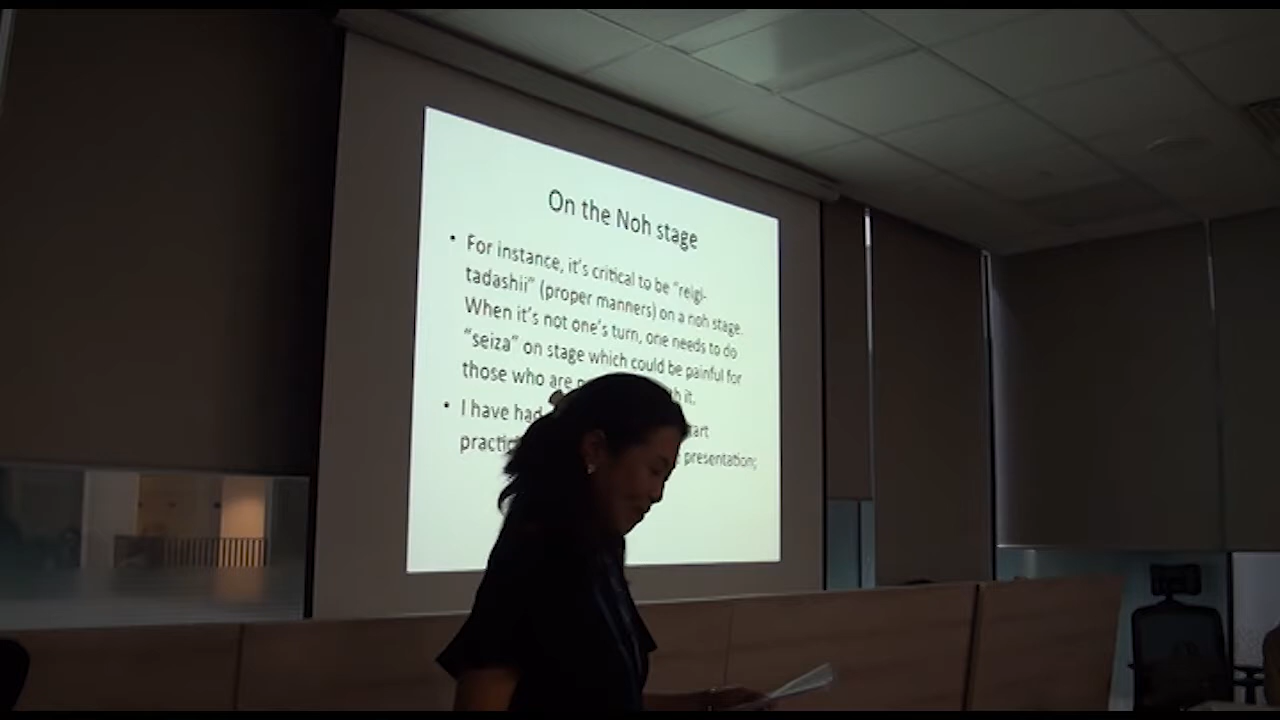 On the Noh stage
• For instance, it's critical to be "reigi-
tadashii" (proper manners) on a noh stage.
When it's not one's turn, one needs to do
"seiza" on stage which could be painful for
those who are it.
• I have had
practic presentation;